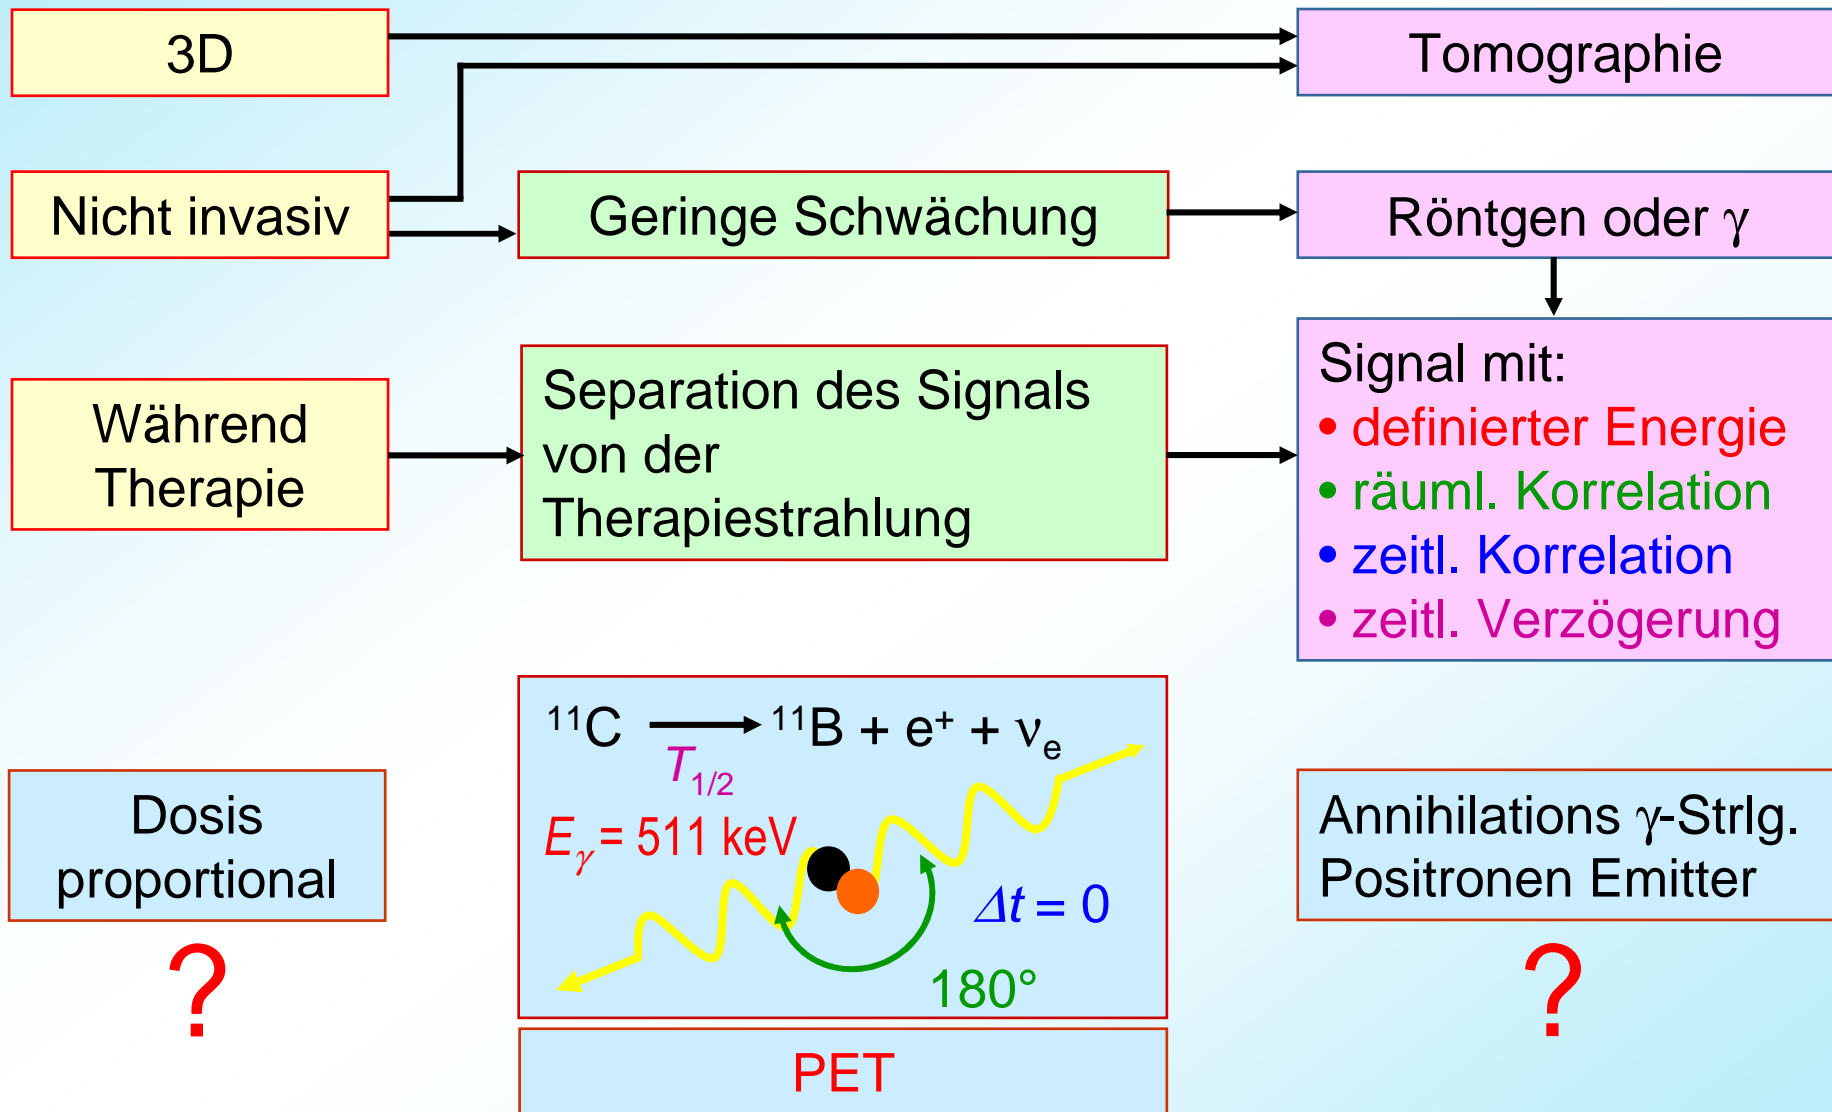 3D
Tomographie
Nicht invasiv
Geringe Schwächung
Röntgen oder γ
Während
Therapie
Separation des Signals
von der
Therapiestrahlung
Signal mit:
• definierter Energie
• räuml. Korrelation
• zeitl. Korrelation
• zeitl. Verzögerung
¹¹C ⟶ ¹¹B + e⁺ + νₑ
T1/2
Eγ = 511 keV
Δt = 0
180°
PET
Dosis
proportional
?
Annihilations γ-Strlg.
Positronen Emitter
?